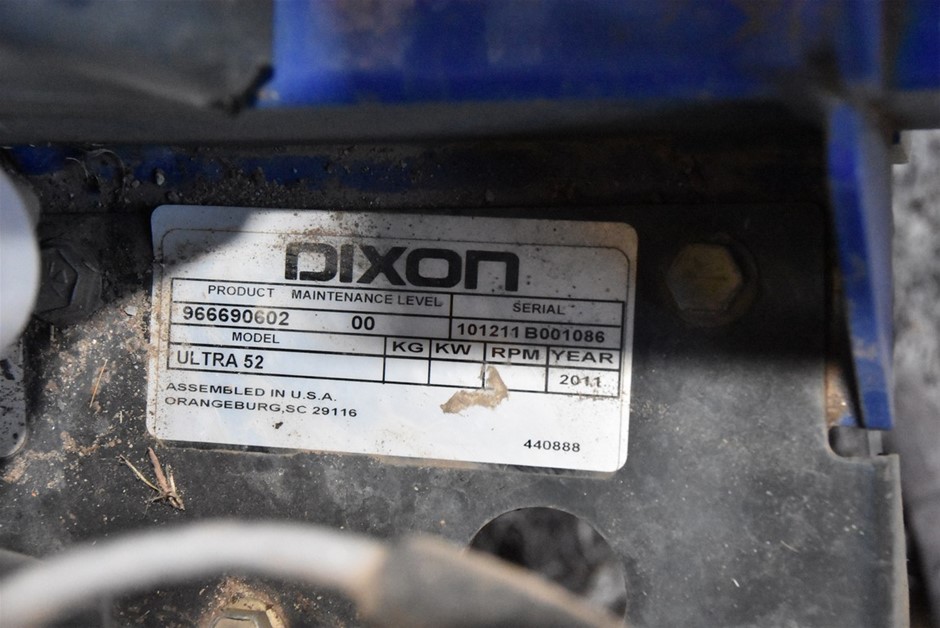 DIXON
PRODUCT MAINTENANCE LEVEL SERIAL
966690602 00 101211B001086
MODEL KG KW RPM YEAR
ULTRA 52 2011
ASSEMBLED IN U.S.A.
ORANGEBURG,SC 29116
440888